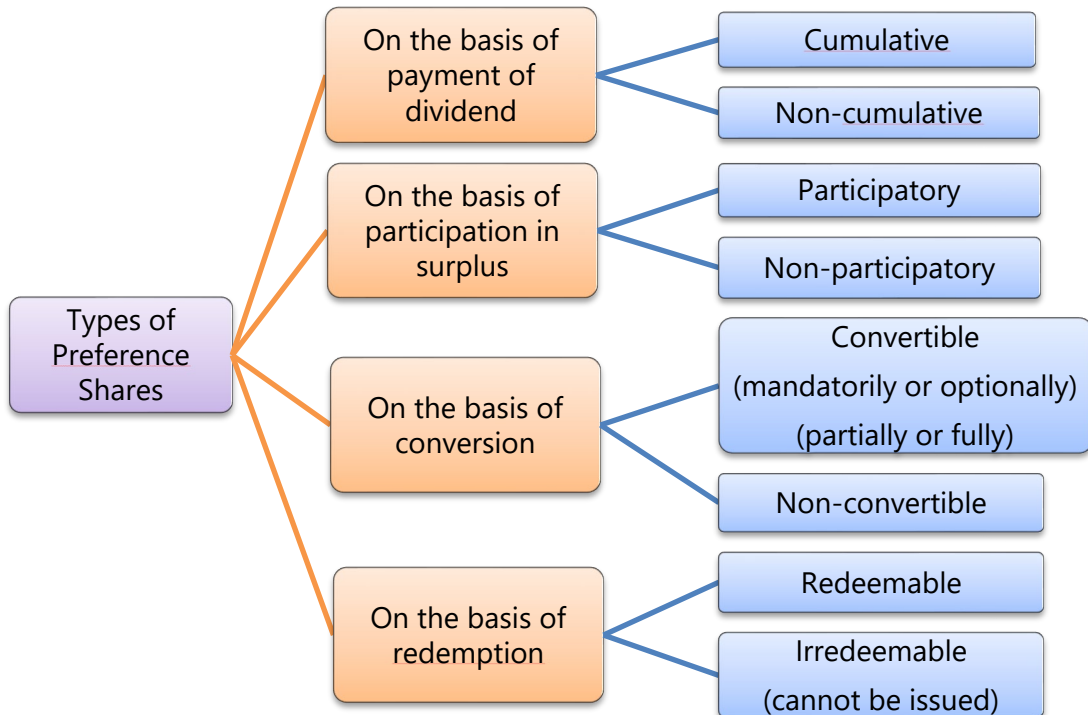 Types of
Preference
Shares
On the basis of
payment of
dividend
Cumulative
Non-cumulative
On the basis of
participation in
surplus
Participatory
Non-participatory
On the basis of
conversion
Convertible
(mandatorily or optionally)
(partially or fully)
Non-convertible
On the basis of
redemption
Redeemable
Irredeemable
(cannot be issued)